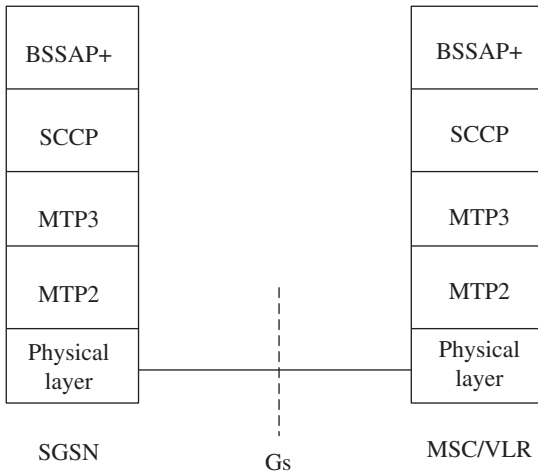 BSSAP+
SCCP
MTP3
MTP2
Physical
layer
SGSN
BSSAP+
SCCP
MTP3
MTP2
Physical
layer
MSC/VLR
Gs